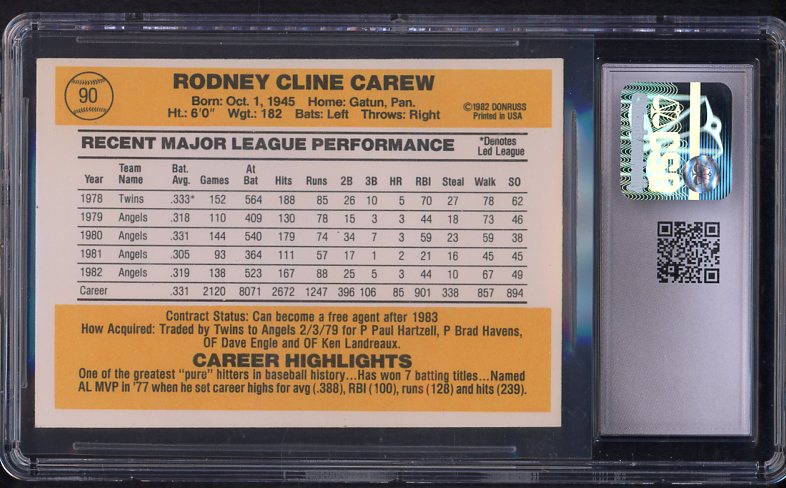 90
RODNEY CLINE CAREW
Born: Oct. 1, 1945 Home: Gatun, Pan.
Ht.: 6'0" Wgt.: 182 Bats: Left Throws: Right
©1982 DONRUSS
Printed in USA
RECENT MAJOR LEAGUE PERFORMANCE
*Denotes
Led League
Year Team Name Bat. Avg. Games At Bat Hits Runs 2B 3B HR RBI Steal Walk SO
1978 Twins .333* 152 564 188 85 26 10 5 70 27 78 62
1979 Angels .318 110 409 130 78 15 3 3 44 18 73 46
1980 Angels .331 144 540 179 74 34 7 3 59 23 59 38
1981 Angels .305 93 364 111 57 17 1 2 21 16 45 45
1982 Angels .319 138 523 167 88 25 5 3 44 10 67 49
Career .331 2120 8071 2672 1247 396 106 85 901 338 857 894
Contract Status: Can become a free agent after 1983
How Acquired: Traded by Twins to Angels 2/3/79 for P Paul Hartzell, P Brad Havens,
OF Dave Engle and OF Ken Landreaux.
CAREER HIGHLIGHTS
One of the greatest "pure" hitters in baseball history...Has won 7 batting titles...Named
AL MVP in '77 when he set career highs for avg (.388), RBI (100), runs (128) and hits (239).